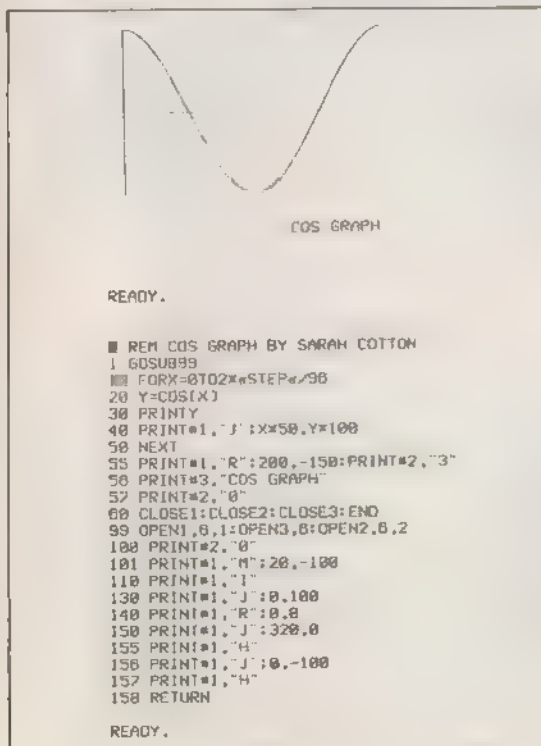 COS GRAPH
READY.
REM COS GRAPH BY SARAH COTTON
1 GOSUB99
FORX=0TO2*πSTEPπ/90
20 Y=COS(X)
30 PRINTY
40 PRINT#1,"J";X*50,Y*100
50 NEXT
55 PRINT#1,"R";200,-150:PRINT#2,"3"
56 PRINT#3,"COS GRAPH"
57 PRINT#2,"0"
60 CLOSE1:CLOSE2:CLOSE3:END
99 OPEN1,6,1:OPEN3,6:OPEN2,6,2
100 PRINT#2,"0"
101 PRINT#1,"M";20,-100
110 PRINT#1,"I"
130 PRINT#1,"J";0,100
140 PRINT#1,"R";0,0
150 PRINT#1,"J";320,0
155 PRINT#1,"H"
156 PRINT#1,"J";0,-100
157 PRINT#1,"H"
158 RETURN
READY.